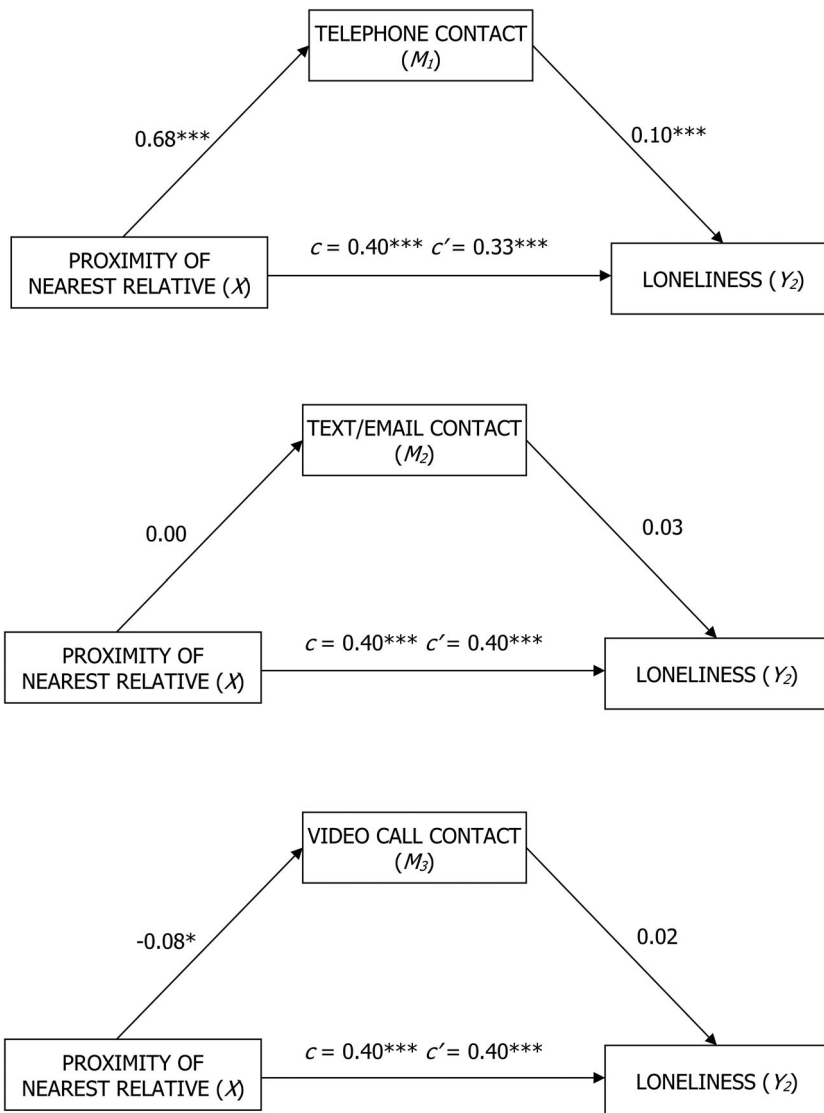 TELEPHONE CONTACT
(M₁)
0.68***
0.10***
c = 0.40*** c′ = 0.33***
PROXIMITY OF
NEAREST RELATIVE (X)
LONELINESS (Y₂)
TEXT/EMAIL CONTACT
(M₂)
0.00
0.03
c = 0.40*** c′ = 0.40***
PROXIMITY OF
NEAREST RELATIVE (X)
LONELINESS (Y₂)
VIDEO CALL CONTACT
(M₃)
-0.08*
0.02
c = 0.40*** c′ = 0.40***
PROXIMITY OF
NEAREST RELATIVE (X)
LONELINESS (Y₂)